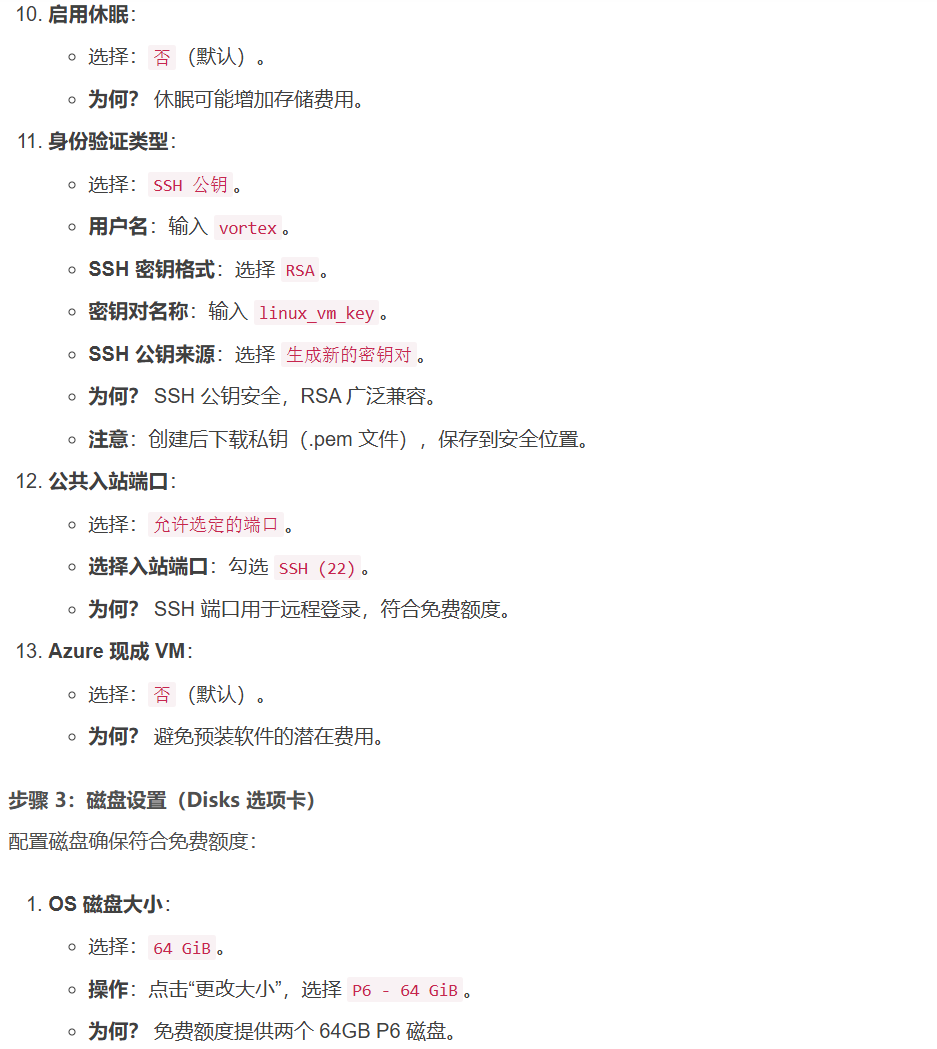 10. 启用休眠：
选择：否（默认）。
为何？ 休眠可能增加存储费用。
11. 身份验证类型：
选择：SSH 公钥。
用户名：输入 vortex。
SSH 密钥格式：选择 RSA。
密钥对名称：输入 linux_vm_key。
SSH 公钥来源：选择 生成新的密钥对。
为何？ SSH 公钥安全，RSA 广泛兼容。
注意：创建后下载私钥（.pem 文件），保存到安全位置。
12. 公共入站端口：
选择：允许选定的端口。
选择入站端口：勾选 SSH (22)。
为何？ SSH 端口用于远程登录，符合免费额度。
13. Azure 现成 VM：
选择：否（默认）。
为何？ 避免预装软件的潜在费用。
步骤 3：磁盘设置（Disks 选项卡）
配置磁盘确保符合免费额度：
1. OS 磁盘大小：
选择：64 GiB。
操作：点击“更改大小”，选择 P6 - 64 GiB。
为何？ 免费额度提供两个 64GB P6 磁盘。